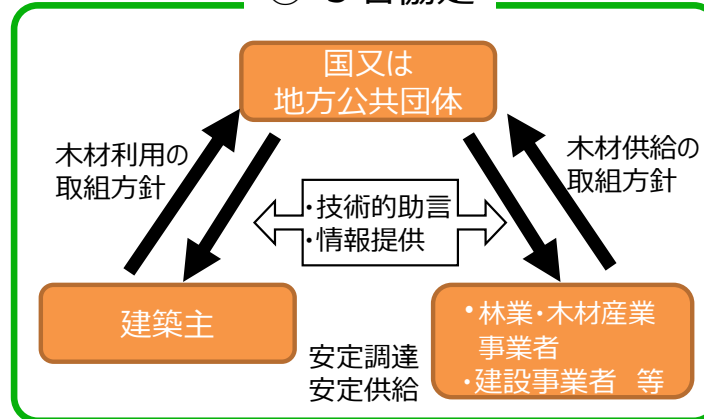 国又は
地方公共団体
木材利用の
取組方針
木材供給の
取組方針
・技術的助言
・情報提供
建築主
・林業・木材産業
事業者
・建設事業者 等
安定調達
安定供給